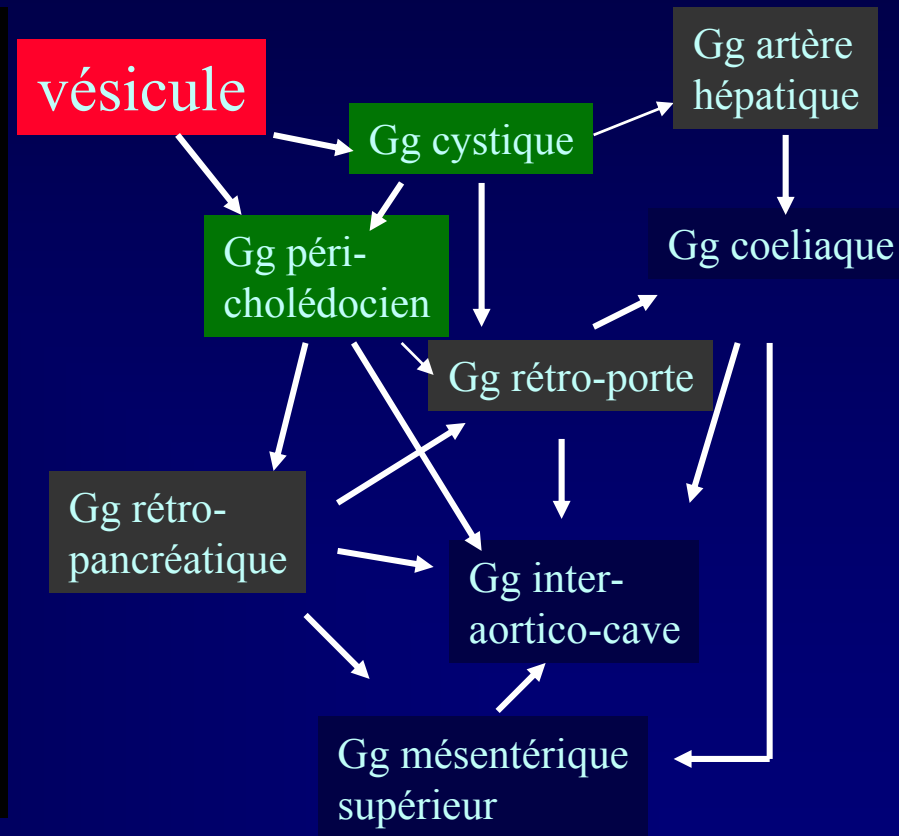 vésicule
Gg artère
hépatique
Gg cystique
Gg péri-
cholédocien
Gg coeliaque
Gg rétro-porte
Gg rétro-
pancréatique
Gg inter-
aortico-cave
Gg mésentérique
supérieur